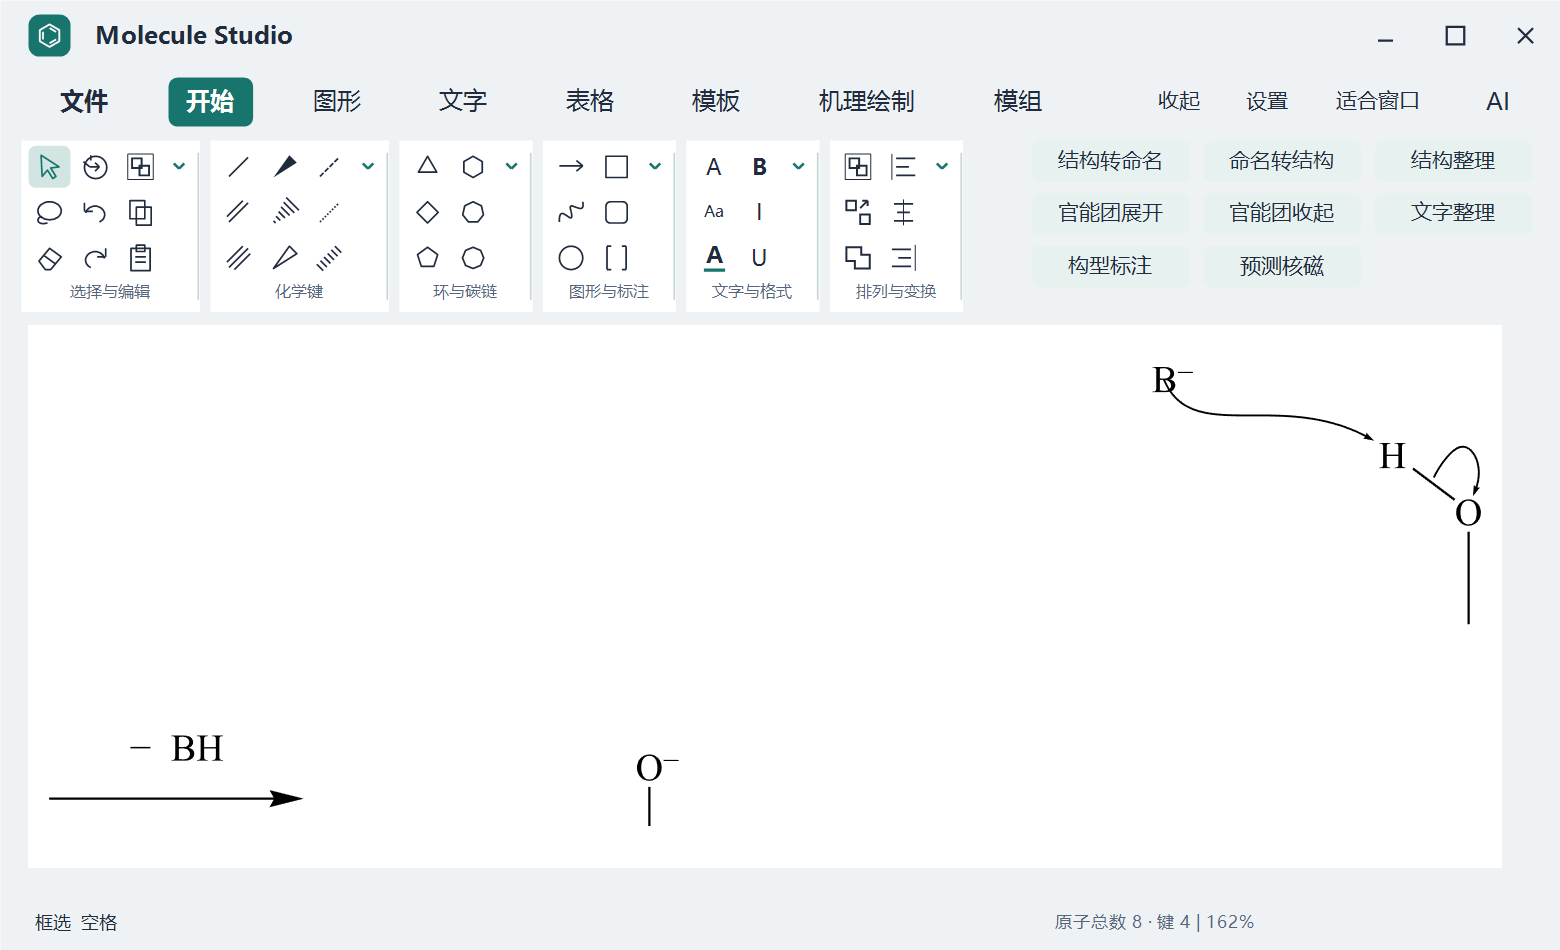 Molecule Studio
文件 开始 图形 文字 表格 模板 机理绘制 模组 收起 设置 适合窗口 AI
结构转命名 命名转结构 结构整理
官能团展开 官能团收起 文字整理
构型标注 预测核磁
A B
Aa I
A U
选择与编辑 化学键 环与碳链 图形与标注 文字与格式 排列与变换
B−
H
O
− BH
O−
框选 空格 原子总数 8 · 键 4 | 162%